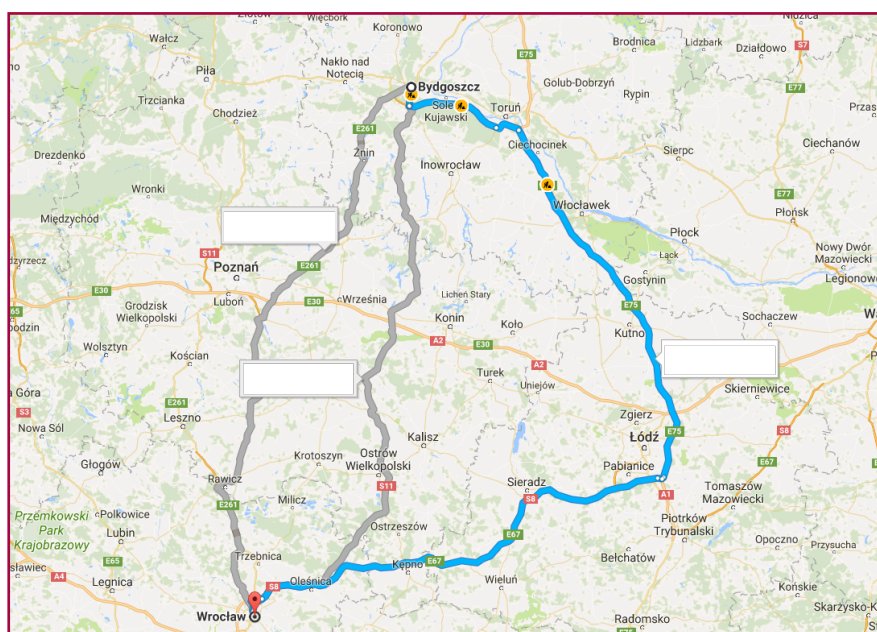 Złotów
Więcbork
Koronowo
Wałcz
Brodnica
Lidzbark
Działdowo
Nidzica
S7
E75
Piła
Nakło nad
Notecią
Bydgoszcz
Golub-Dobrzyń
Rypin
E77
Trzcianka
Chodzież
Sole
Kujawski
Toruń
E261
Żnin
Ciechocinek
Sierpc
Ciechanów
Drezdenko
Inowrocław
E77
Wronki
Włocławek
Płońsk
Międzychód
Płock
S11
Łąck
Nowy Dwór
Mazowiecki
Poznań
E261
Gostynin
Legionowo
E30
Luboń
E30
Września
Licheń Stary
E75
Grodzisk
Wielkopolski
Konin
Koło
Kutno
Sochaczew
A2
E30
Wolsztyn
Kościan
A2
Turek
Uniejów
Skierniewice
E261
S3
Leszno
Zgierz
Nowa Sól
E75
S8
Kalisz
Łódź
Głogów
Krotoszyn
Ostrów
Wielkopolski
Pabianice
E67
Rawicz
S11
Sieradz
A1
Tomaszów
Mazowiecki
E261
Milicz
S8
Polkowice
Przemkowski
Park
Krajobrazowy
Lubin
Ostrzeszów
Piotrków
Trybunalski
E67
Opoczno
Przysucha
E65
Trzebnica
Kępno
E67
Bełchatów
A4
Legnica
S8
Oleśnica
Wieluń
Końskie
Wrocław
Radomsko
Skarżysko-K